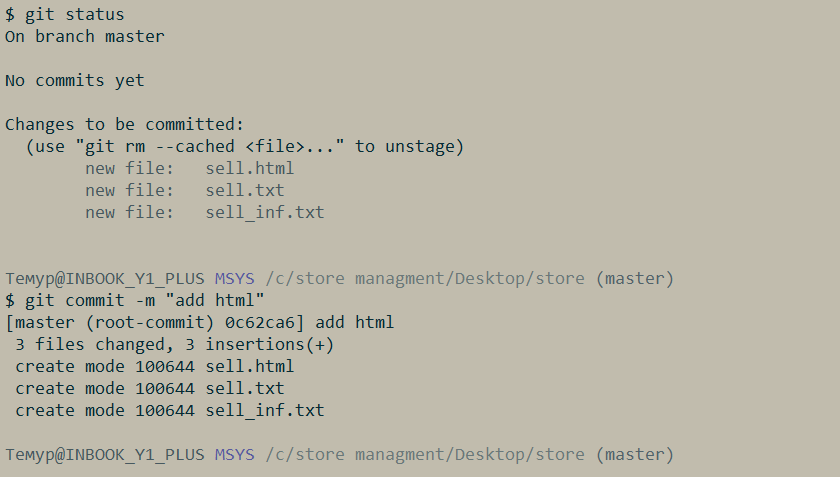 $ git status
On branch master
No commits yet
Changes to be committed:
(use "git rm --cached <file>..." to unstage)
new file:   sell.html
new file:   sell.txt
new file:   sell_inf.txt
Темур@INBOOK_Y1_PLUS MSYS /c/store managment/Desktop/store (master)
$ git commit -m "add html"
[master (root-commit) 0c62ca6] add html
3 files changed, 3 insertions(+)
create mode 100644 sell.html
create mode 100644 sell.txt
create mode 100644 sell_inf.txt
Темур@INBOOK_Y1_PLUS MSYS /c/store managment/Desktop/store (master)